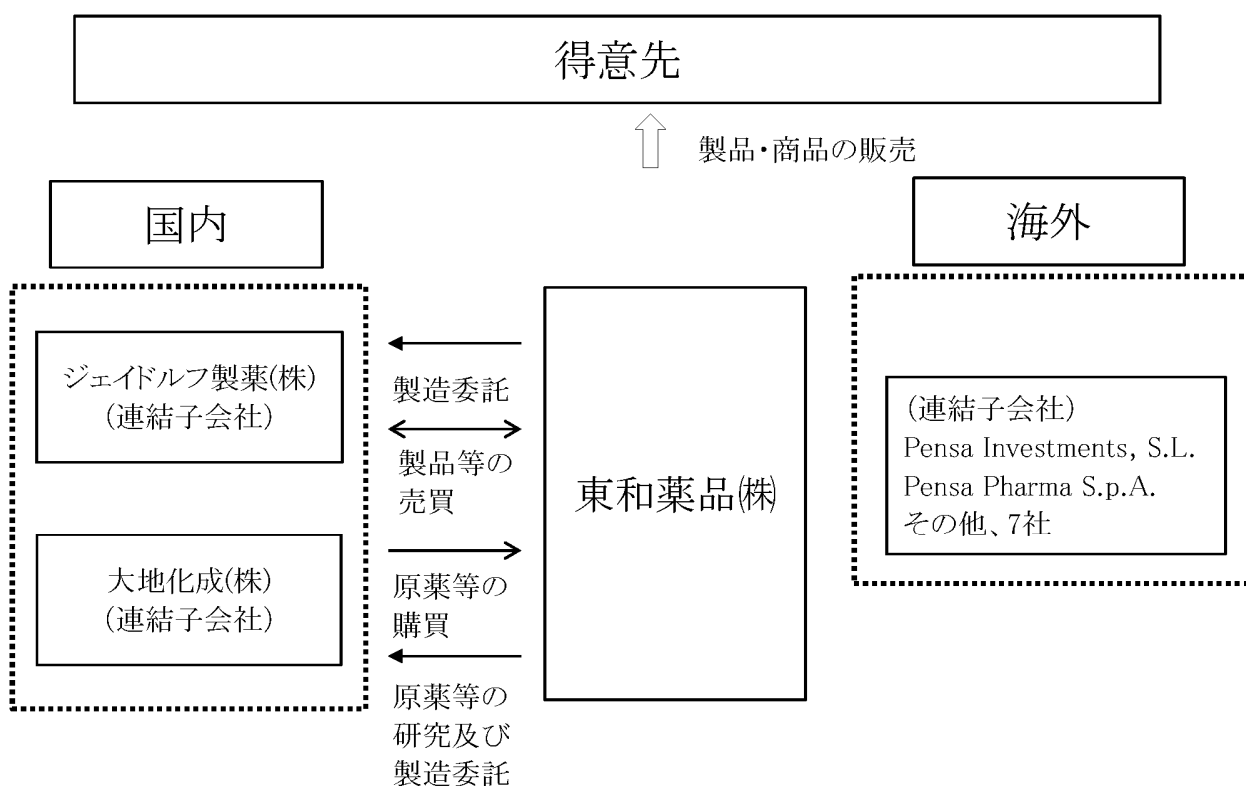 得意先
製品・商品の販売
国内
海外
ジェイドルフ製薬(株)
(連結子会社)
大地化成(株)
(連結子会社)
製造委託
製品等の
売買
原薬等の
購買
原薬等の
研究及び
製造委託
東和薬品㈱
(連結子会社)
Pensa Investments, S.L.
Pensa Pharma S.p.A.
その他、7社